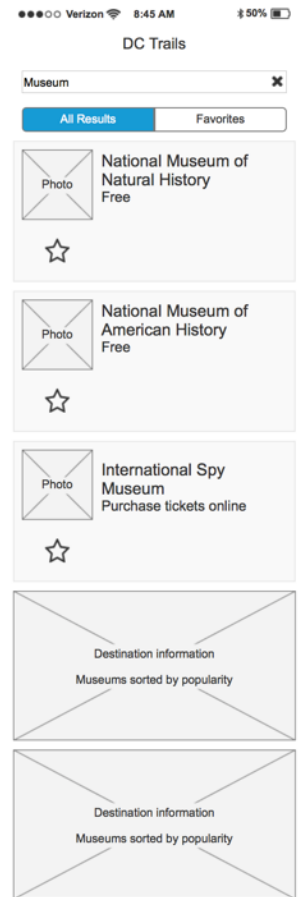 Verizon 8:45 AM 50%
DC Trails
Museum
All Results Favorites
Photo
National Museum of
Natural History
Free
Photo
National Museum of
American History
Free
Photo
International Spy
Museum
Purchase tickets online
Destination information
Museums sorted by popularity
Destination information
Museums sorted by popularity